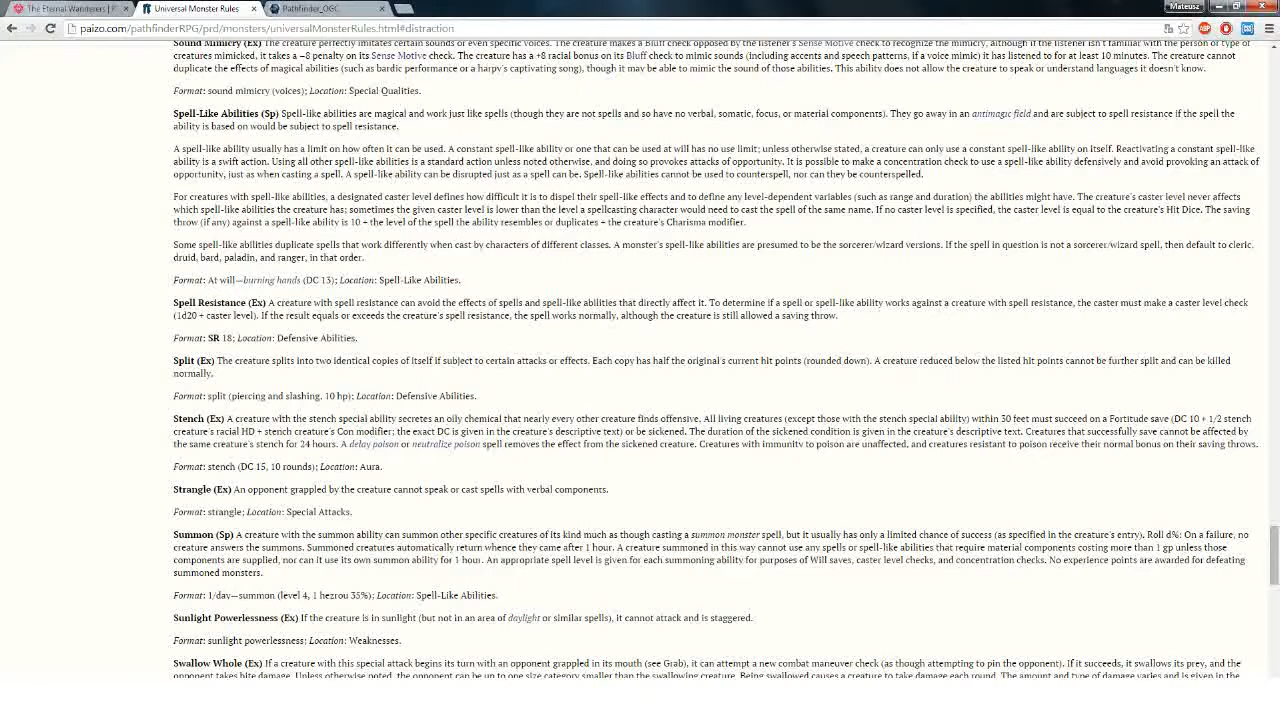 The Eternal Wanderers | P
Universal Monster Rules
Pathfinder_OGC
Mateusz
paizo.com/pathfinderRPG/prd/monsters/universalMonsterRules.html#distraction
ABP
Sound Mimicry (Ex) The creature perfectly imitates certain sounds or even specific voices. The creature makes a Bluff check opposed by the listener's Sense Motive check to recognize the mimicry, although if the listener isn't familiar with the person or type of
creatures mimicked, it takes a –8 penalty on its Sense Motive check. The creature has a +8 racial bonus on its Bluff check to mimic sounds (including accents and speech patterns, if a voice mimic) it has listened to for at least 10 minutes. The creature cannot
duplicate the effects of magical abilities (such as bardic performance or a harpy's captivating song), though it may be able to mimic the sound of those abilities. This ability does not allow the creature to speak or understand languages it doesn't know.
Format: sound mimicry (voices); Location: Special Qualities.
Spell-Like Abilities (Sp) Spell-like abilities are magical and work just like spells (though they are not spells and so have no verbal, somatic, focus, or material components). They go away in an antimagic field and are subject to spell resistance if the spell the
ability is based on would be subject to spell resistance.
A spell-like ability usually has a limit on how often it can be used. A constant spell-like ability or one that can be used at will has no use limit; unless otherwise stated, a creature can only use a constant spell-like ability on itself. Reactivating a constant spell-like
ability is a swift action. Using all other spell-like abilities is a standard action unless noted otherwise, and doing so provokes attacks of opportunity. It is possible to make a concentration check to use a spell-like ability defensively and avoid provoking an attack of
opportunity, just as when casting a spell. A spell-like ability can be disrupted just as a spell can be. Spell-like abilities cannot be used to counterspell, nor can they be counterspelled.
For creatures with spell-like abilities, a designated caster level defines how difficult it is to dispel their spell-like effects and to define any level-dependent variables (such as range and duration) the abilities might have. The creature's caster level never affects
which spell-like abilities the creature has; sometimes the given caster level is lower than the level a spellcasting character would need to cast the spell of the same name. If no caster level is specified, the caster level is equal to the creature's Hit Dice. The saving
throw (if any) against a spell-like ability is 10 + the level of the spell the ability resembles or duplicates + the creature's Charisma modifier.
Some spell-like abilities duplicate spells that work differently when cast by characters of different classes. A monster's spell-like abilities are presumed to be the sorcerer/wizard versions. If the spell in question is not a sorcerer/wizard spell, then default to cleric,
druid, bard, paladin, and ranger, in that order.
Format: At will—burning hands (DC 13); Location: Spell-Like Abilities.
Spell Resistance (Ex) A creature with spell resistance can avoid the effects of spells and spell-like abilities that directly affect it. To determine if a spell or spell-like ability works against a creature with spell resistance, the caster must make a caster level check
(1d20 + caster level). If the result equals or exceeds the creature's spell resistance, the spell works normally, although the creature is still allowed a saving throw.
Format: SR 18; Location: Defensive Abilities.
Split (Ex) The creature splits into two identical copies of itself if subject to certain attacks or effects. Each copy has half the original's current hit points (rounded down). A creature reduced below the listed hit points cannot be further split and can be killed
normally.
Format: split (piercing and slashing, 10 hp); Location: Defensive Abilities.
Stench (Ex) A creature with the stench special ability secretes an oily chemical that nearly every other creature finds offensive. All living creatures (except those with the stench special ability) within 30 feet must succeed on a Fortitude save (DC 10 + 1/2 stench
creature's racial HD + stench creature's Con modifier; the exact DC is given in the creature's descriptive text) or be sickened. The duration of the sickened condition is given in the creature's descriptive text. Creatures that successfully save cannot be affected by
the same creature's stench for 24 hours. A delay poison or neutralize poison spell removes the effect from the sickened creature. Creatures with immunity to poison are unaffected, and creatures resistant to poison receive their normal bonus on their saving throws.
Format: stench (DC 15, 10 rounds); Location: Aura.
Strangle (Ex) An opponent grappled by the creature cannot speak or cast spells with verbal components.
Format: strangle; Location: Special Attacks.
Summon (Sp) A creature with the summon ability can summon other specific creatures of its kind much as though casting a summon monster spell, but it usually has only a limited chance of success (as specified in the creature's entry). Roll d%: On a failure, no
creature answers the summons. Summoned creatures automatically return whence they came after 1 hour. A creature summoned in this way cannot use any spells or spell-like abilities that require material components costing more than 1 gp unless those
components are supplied, nor can it use its own summon ability for 1 hour. An appropriate spell level is given for each summoning ability for purposes of Will saves, caster level checks, and concentration checks. No experience points are awarded for defeating
summoned monsters.
Format: 1/day—summon (level 4, 1 hezrou 35%); Location: Spell-Like Abilities.
Sunlight Powerlessness (Ex) If the creature is in sunlight (but not in an area of daylight or similar spells), it cannot attack and is staggered.
Format: sunlight powerlessness; Location: Weaknesses.
Swallow Whole (Ex) If a creature with this special attack begins its turn with an opponent grappled in its mouth (see Grab), it can attempt a new combat maneuver check (as though attempting to pin the opponent). If it succeeds, it swallows its prey, and the
opponent takes bite damage. Unless otherwise noted, the opponent can be up to one size category smaller than the swallowing creature. Being swallowed causes a creature to take damage each round. The amount and type of damage varies and is given in the